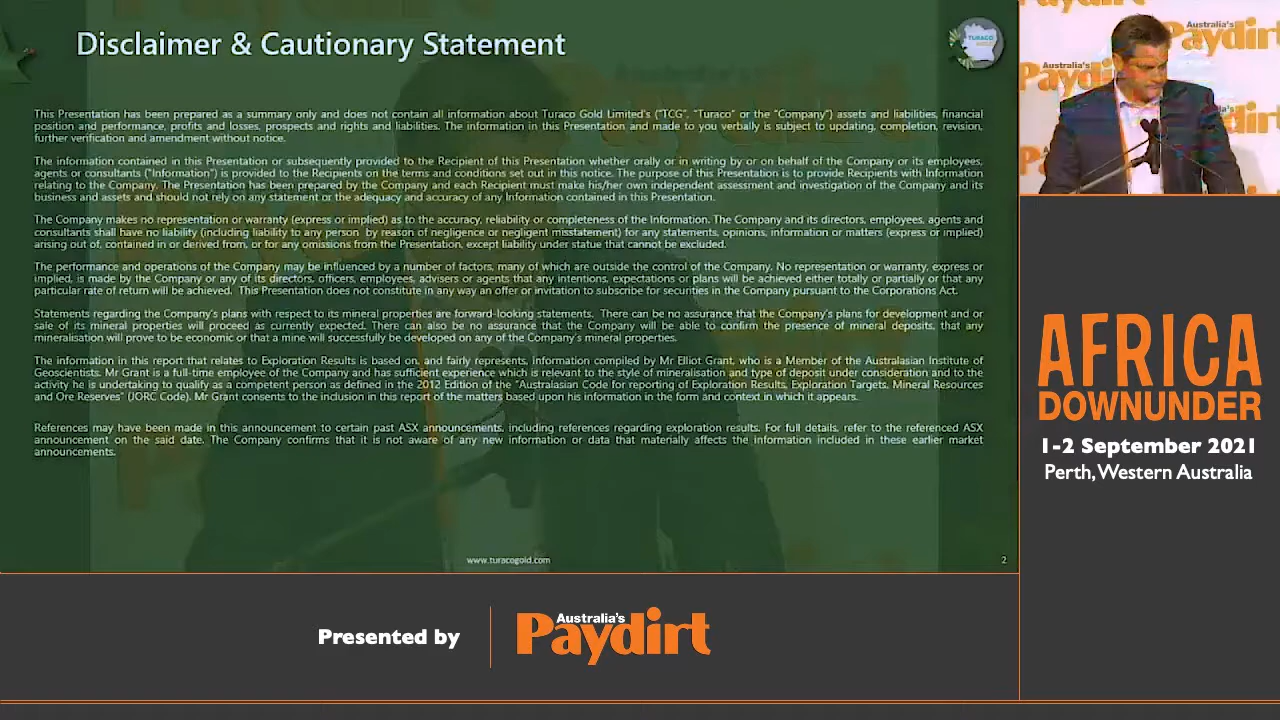 Disclaimer & Cautionary Statement
TURACO
GOLD
This Presentation has been prepared as a summary only and does not contain all information about Turaco Gold Limited's ("TCG", "Turaco" or the "Company") assets and liabilities, financial
position and performance, profits and losses, prospects and rights and liabilities. The information in this Presentation and made to you verbally is subject to updating, completion, revision,
further verification and amendment without notice.
The information contained in this Presentation or subsequently provided to the Recipient of this Presentation whether orally or in writing by or on behalf of the Company or its employees,
agents or consultants ("Information") is provided to the Recipients on the terms and conditions set out in this notice. The purpose of this Presentation is to provide Recipients with Information
relating to the Company. The Presentation has been prepared by the Company and each Recipient must make his/her own independent assessment and investigation of the Company and its
business and assets and should not rely on any statement or the adequacy and accuracy of any Information contained in this Presentation.
The Company makes no representation or warranty (express or implied) as to the accuracy, reliability or completeness of the Information. The Company and its directors, employees, agents and
consultants shall have no liability (including liability to any person by reason of negligence or negligent misstatement) for any statements, opinions, information or matters (express or implied)
arising out of, contained in or derived from, or for any omissions from the Presentation, except liability under statue that cannot be excluded.
The performance and operations of the Company may be influenced by a number of factors, many of which are outside the control of the Company. No representation or warranty, express or
implied, is made by the Company or any of its directors, officers, employees, advisers or agents that any intentions, expectations or plans will be achieved either totally or partially or that any
particular rate of return will be achieved. This Presentation does not constitute in any way an offer or invitation to subscribe for securities in the Company pursuant to the Corporations Act.
Statements regarding the Company's plans with respect to its mineral properties are forward-looking statements. There can be no assurance that the Company's plans for development and or
sale of its mineral properties will proceed as currently expected. There can also be no assurance that the Company will be able to confirm the presence of mineral deposits, that any
mineralisation will prove to be economic or that a mine will successfully be developed on any of the Company's mineral properties.
The information in this report that relates to Exploration Results is based on, and fairly represents, information compiled by Mr Elliot Grant, who is a Member of the Australasian Institute of
Geoscientists. Mr Grant is a full-time employee of the Company and has sufficient experience which is relevant to the style of mineralisation and type of deposit under consideration and to the
activity he is undertaking to qualify as a competent person as defined in the 2012 Edition of the "Australasian Code for reporting of Exploration Results, Exploration Targets, Mineral Resources
and Ore Reserves" (JORC Code). Mr Grant consents to the inclusion in this report of the matters based upon his information in the form and context in which it appears.
References may have been made in this announcement to certain past ASX announcements, including references regarding exploration results. For full details, refer to the referenced ASX
announcement on the said date. The Company confirms that it is not aware of any new information or data that materially affects the information included in these earlier market
announcements.
www.turacogold.com
2
Australia's
Paydirt
Australia's
Paydirt
AFRICA
DOWNUNDER
1-2 September 2021
Perth, Western Australia
Presented by
Australia's
Paydirt